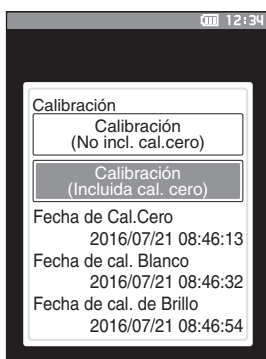 12:34
Calibración
Calibración
(No incl. cal.cero)
Calibración
(Incluida cal. cero)
Fecha de Cal.Cero
2016/07/21 08:46:13
Fecha de cal. Blanco
2016/07/21 08:46:32
Fecha de cal. de Brillo
2016/07/21 08:46:54